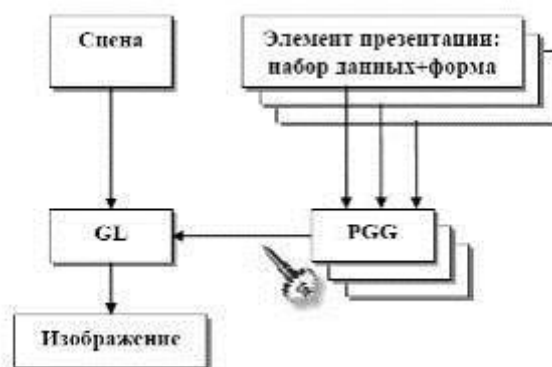 Сцена
Элемент презентации:
набор данных+форма
GL
PGG
Изображение